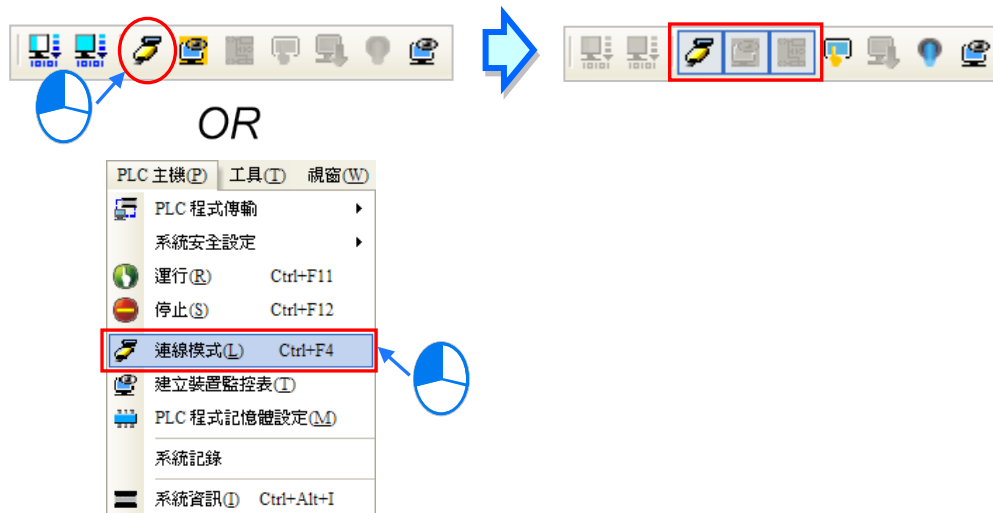 OR
PLC 主機(P) 工具(T) 視窗(W)
PLC 程式傳輸
系統安全設定
運行(R) Ctrl+F11
停止(S) Ctrl+F12
連線模式(L) Ctrl+F4
建立裝置監控表(T)
PLC 程式記憶體設定(M)
系統記錄
系統資訊(I) Ctrl+Alt+I